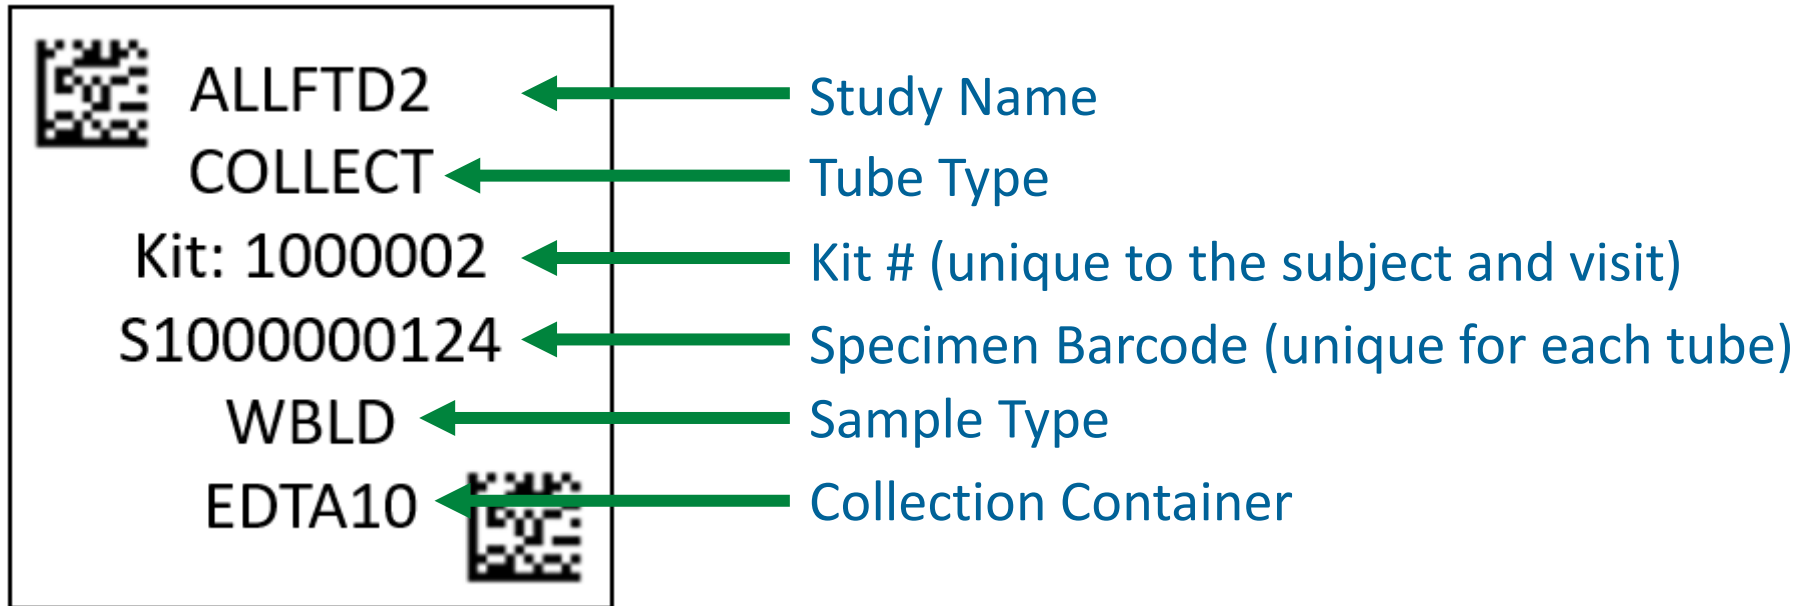 ALLFTD2 Study Name
COLLECT Tube Type
Kit: 1000002 Kit # (unique to the subject and visit)
S1000000124 Specimen Barcode (unique for each tube)
WBLD Sample Type
EDTA10 Collection Container